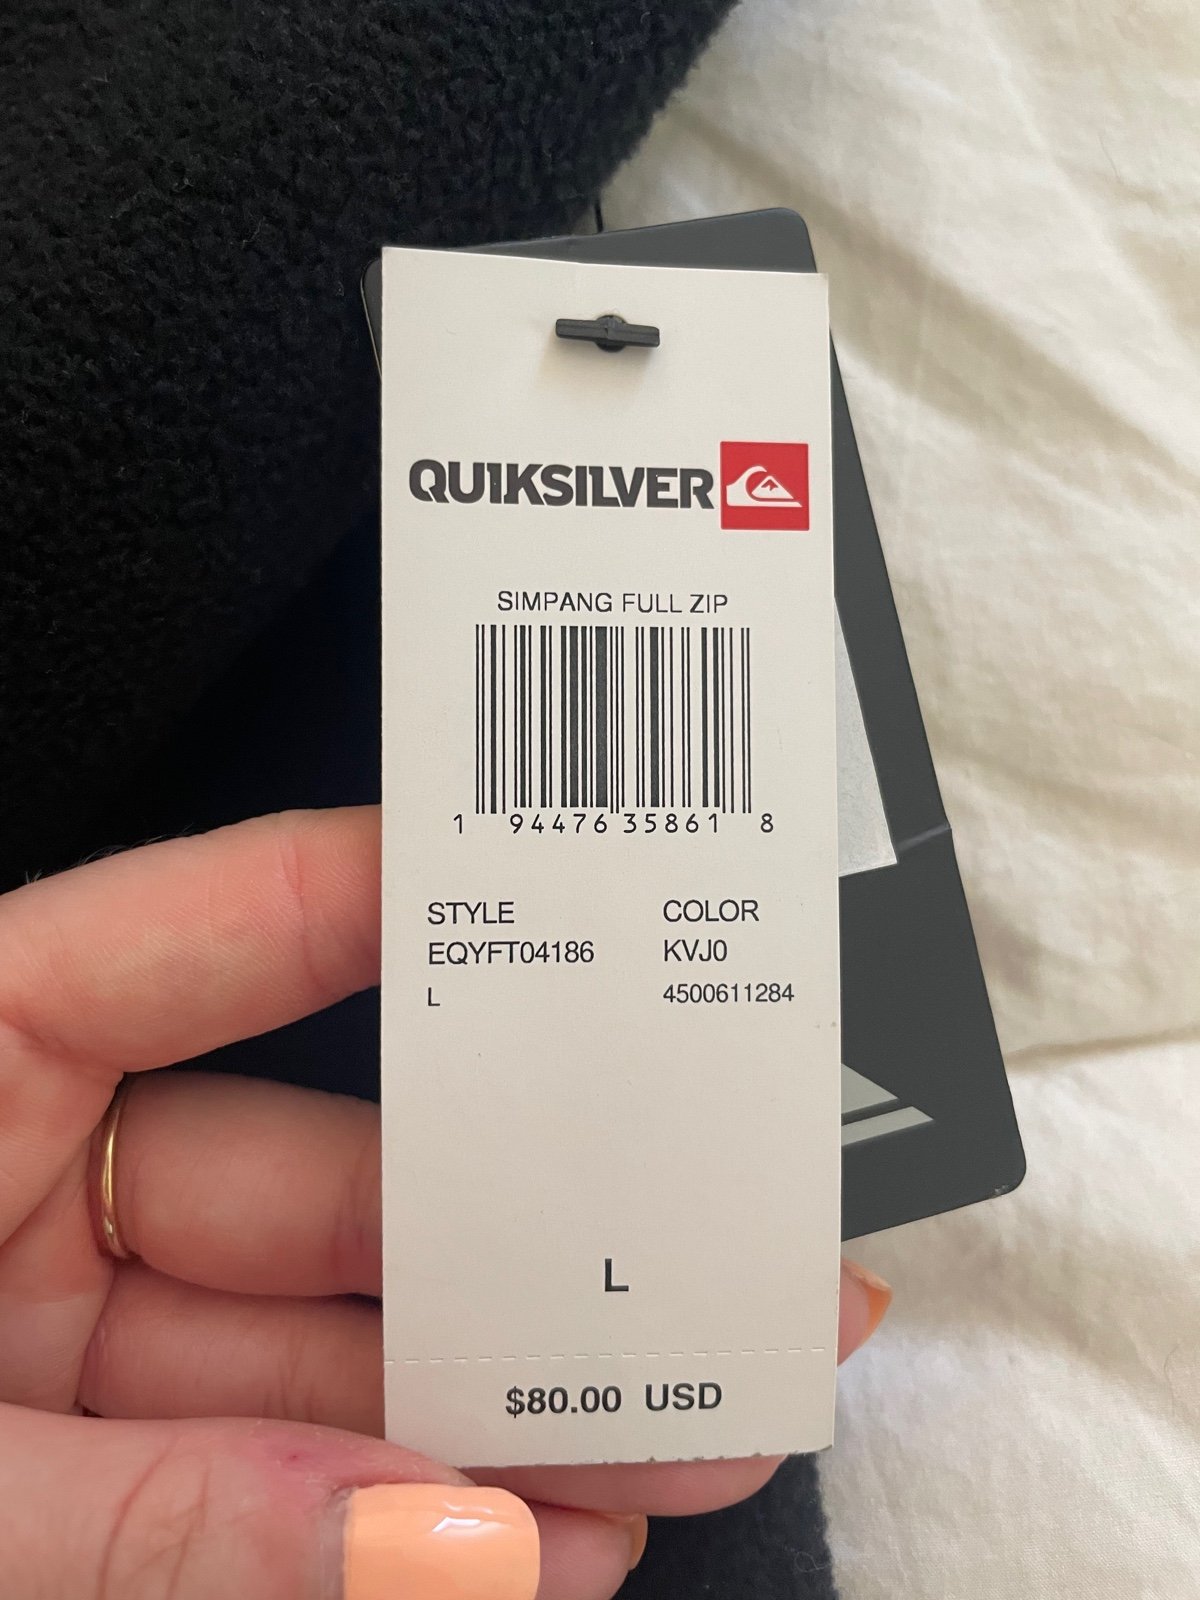 QUIKSILVER
SIMPANG FULL ZIP
1 94476 35861 8
STYLE COLOR
EQYFT04186 KVJ0
L 4500611284
L
$80.00 USD